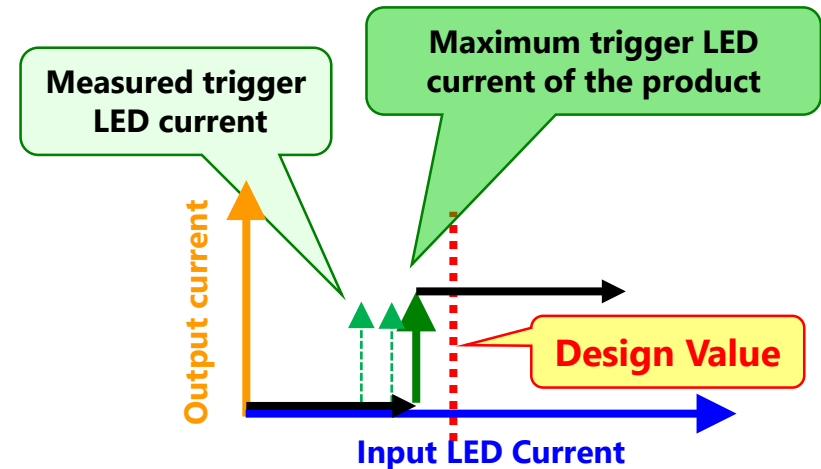 Maximum trigger LED
current of the product
Measured trigger
LED current
Output current
Design Value
Input LED Current